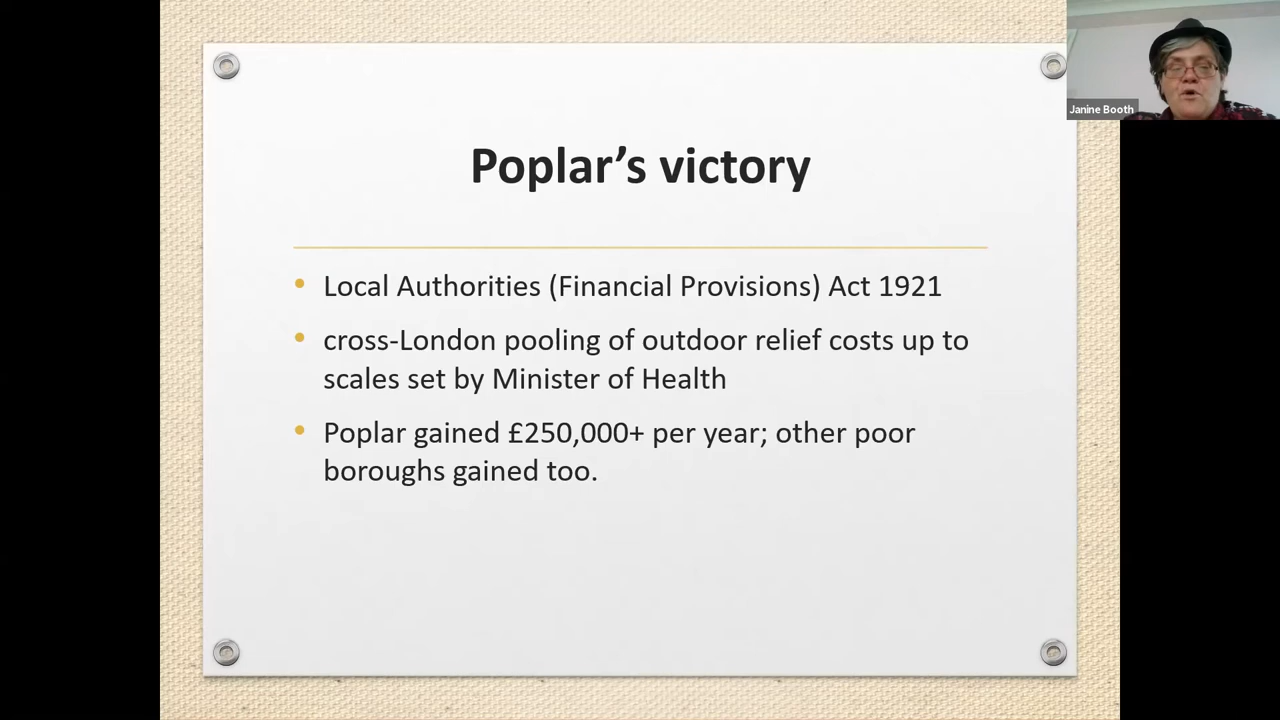 Janine Booth
Poplar’s victory
• Local Authorities (Financial Provisions) Act 1921
• cross-London pooling of outdoor relief costs up to
scales set by Minister of Health
• Poplar gained £250,000+ per year; other poor
boroughs gained too.